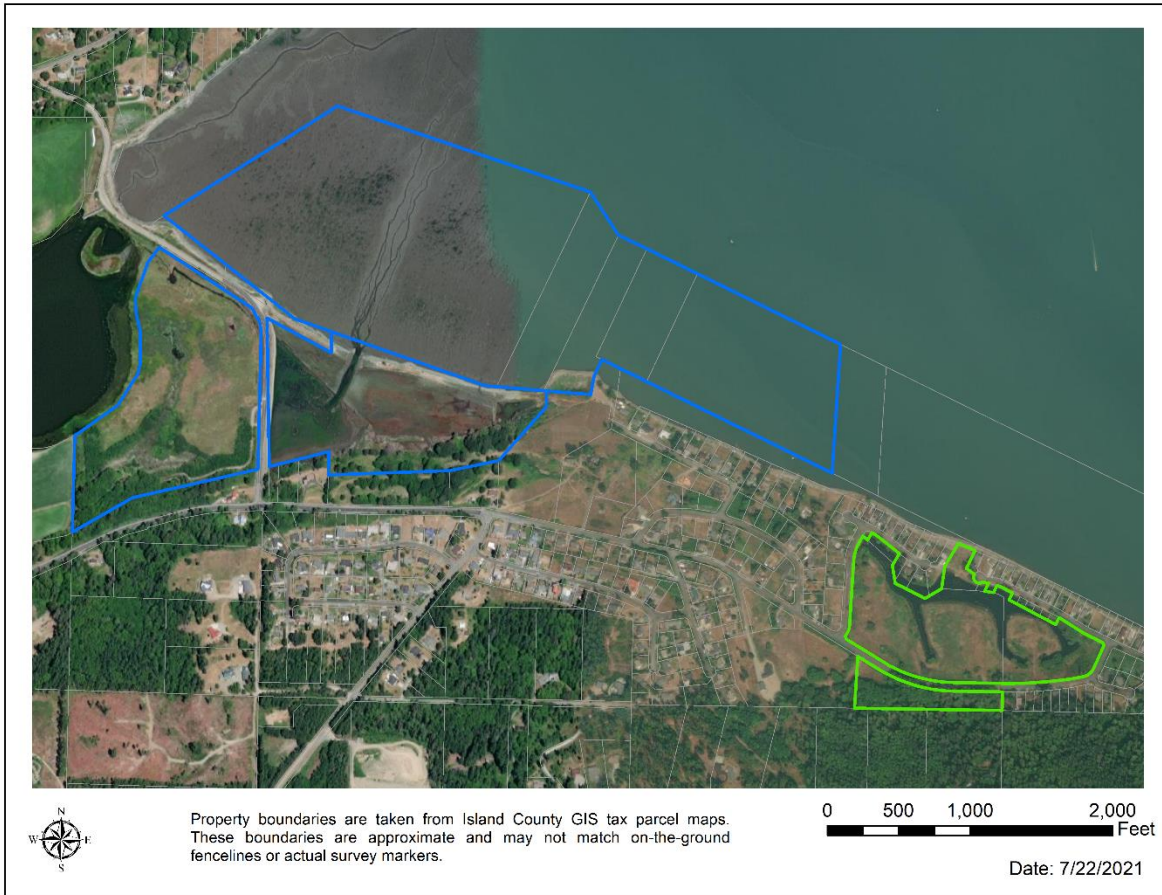 N
W E
S
Property boundaries are taken from Island County GIS tax parcel maps.
These boundaries are approximate and may not match on-the-ground
fencelines or actual survey markers.
0 500 1,000 2,000
Feet
Date: 7/22/2021